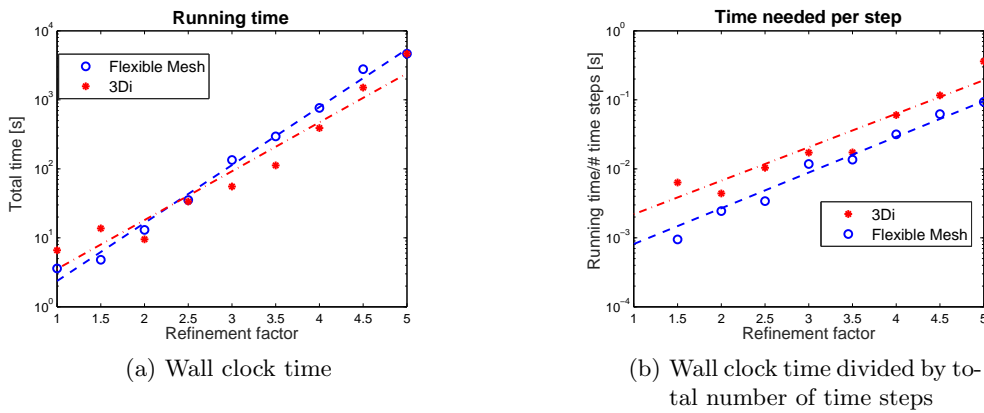 Running time
10^4
10^3
10^2
10^1
10^0
Total time [s]
Flexible Mesh
3Di
1 1.5 2 2.5 3 3.5 4 4.5 5
Refinement factor
(a) Wall clock time
Time needed per step
10^0
10^−1
10^−2
10^−3
10^−4
Running time/# time steps [s]
3Di
Flexible Mesh
1 1.5 2 2.5 3 3.5 4 4.5 5
Refinement factor
(b) Wall clock time divided by to-
tal number of time steps